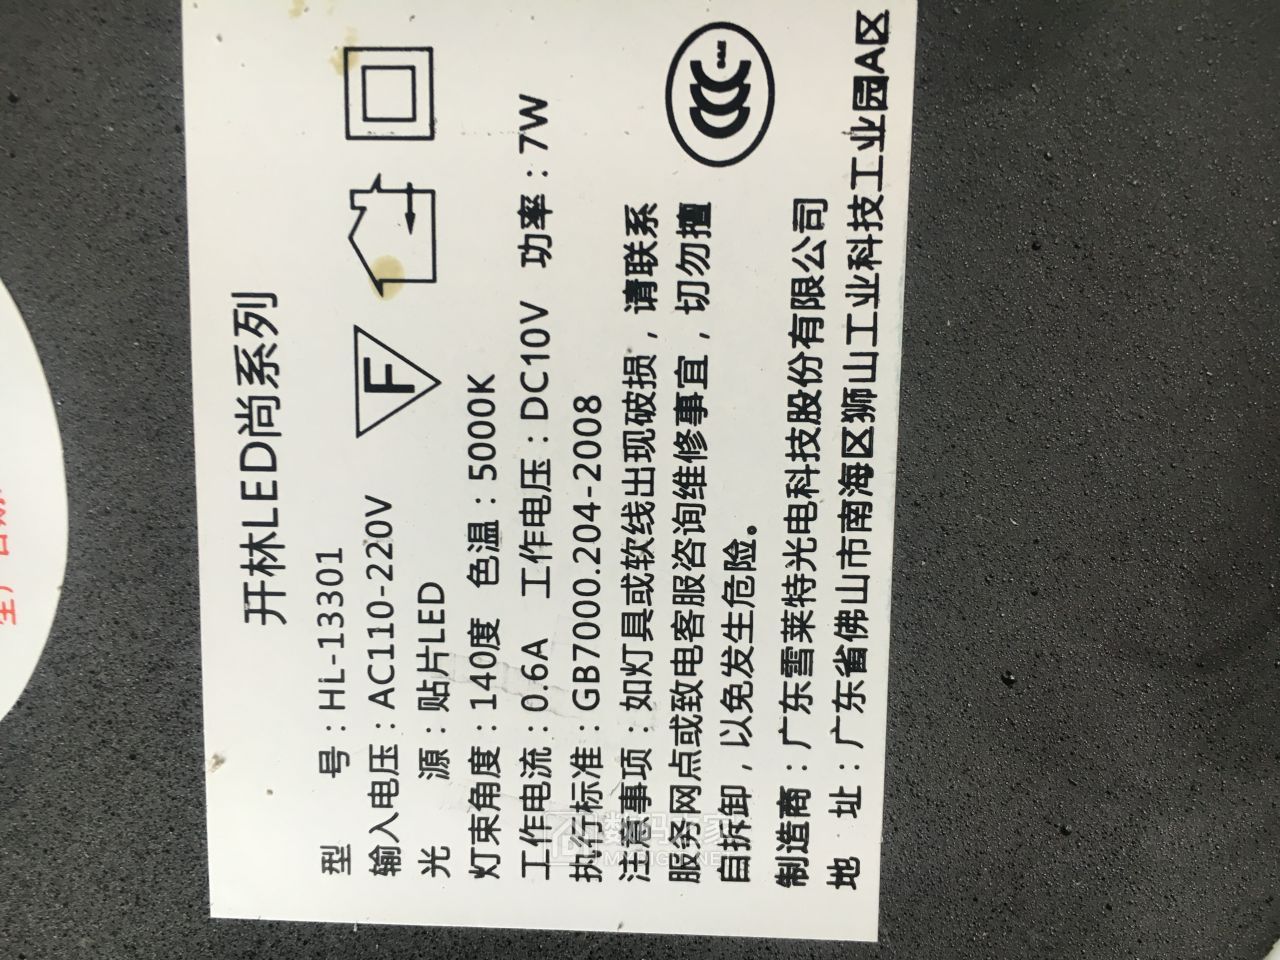 开林LED尚系列
F
型 号：HL-13301
输入电压：AC110-220V
光 源：贴片LED
灯束角度：140度 色温：5000K
工作电流：0.6A 工作电压：DC10V 功率：7W
执行标准：GB7000.204-2008
注意事项：如灯具或软线出现破损，请联系
服务网点或致电客服咨询维修事宜，切勿擅
自拆卸，以免发生危险。
制造商：广东雪莱特光电科技股份有限公司
地 址：广东省佛山市南海区狮山工业科技工业园A区
CCC
数码之家
MYDIGIT.NET